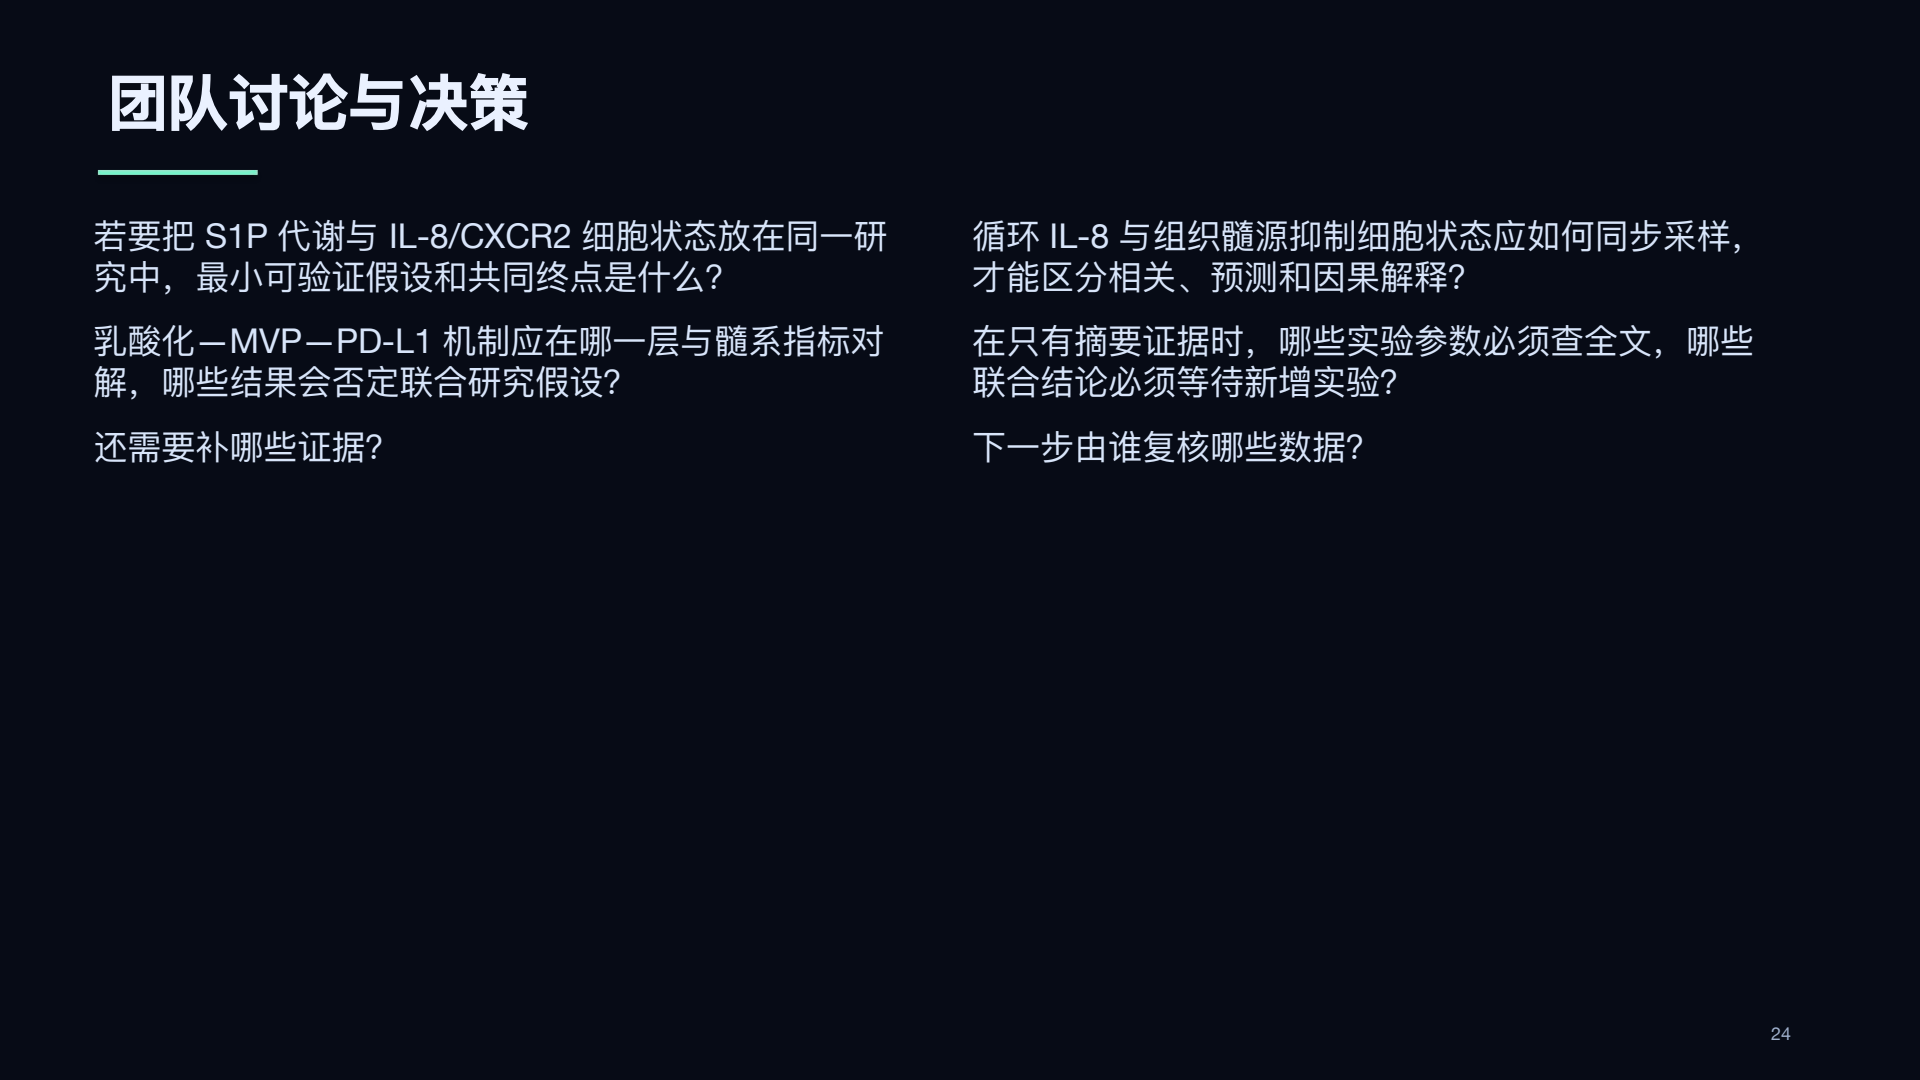 团队讨论与决策
若要把 S1P 代谢与 IL-8/CXCR2 细胞状态放在同一研
究中，最小可验证假设和共同终点是什么？
乳酸化—MVP—PD-L1 机制应在哪一层与髓系指标对
解，哪些结果会否定联合研究假设？
还需要补哪些证据？
循环 IL-8 与组织髓源抑制细胞状态应如何同步采样，
才能区分相关、预测和因果解释？
在只有摘要证据时，哪些实验参数必须查全文，哪些
联合结论必须等待新增实验？
下一步由谁复核哪些数据？
24